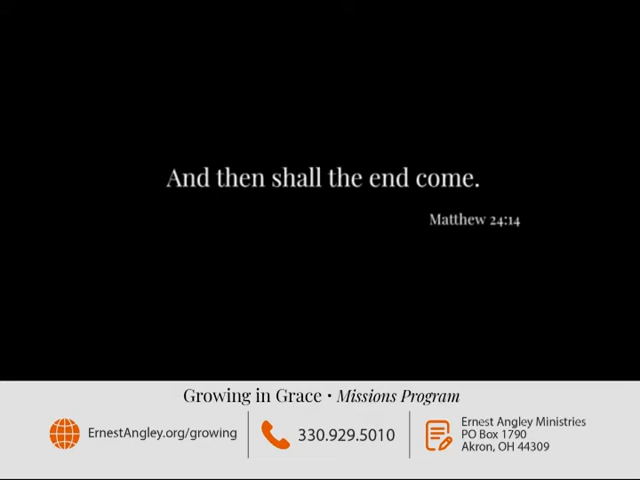 And then shall the end come.
Matthew 24:14
Growing in Grace • Missions Program
ErnestAngley.org/growing
330.929.5010
Ernest Angley Ministries
PO Box 1790
Akron, OH 44309